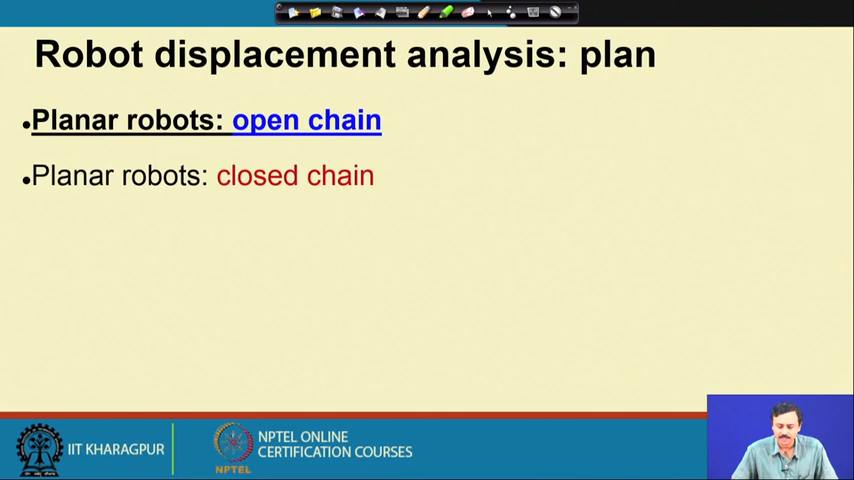 Robot displacement analysis: plan
•Planar robots: open chain
•Planar robots: closed chain
IIT KHARAGPUR
NPTEL
NPTEL ONLINE
CERTIFICATION COURSES